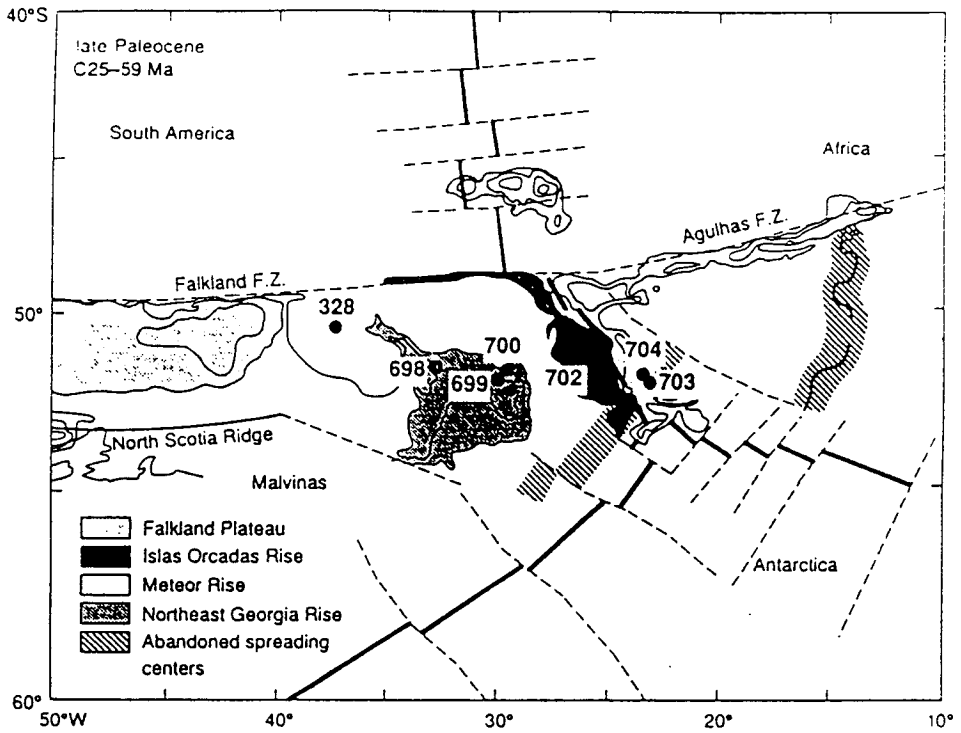 40°S
late Paleocene
C25–59 Ma
South America
Africa
Agulhas F.Z.
Falkland F.Z.
50°
328
700
698
699
702
704
703
North Scotia Ridge
Malvinas
Falkland Plateau
Islas Orcadas Rise
Meteor Rise
Northeast Georgia Rise
Abandoned spreading
centers
Antarctica
60°
50°W
40°
30°
20°
10°